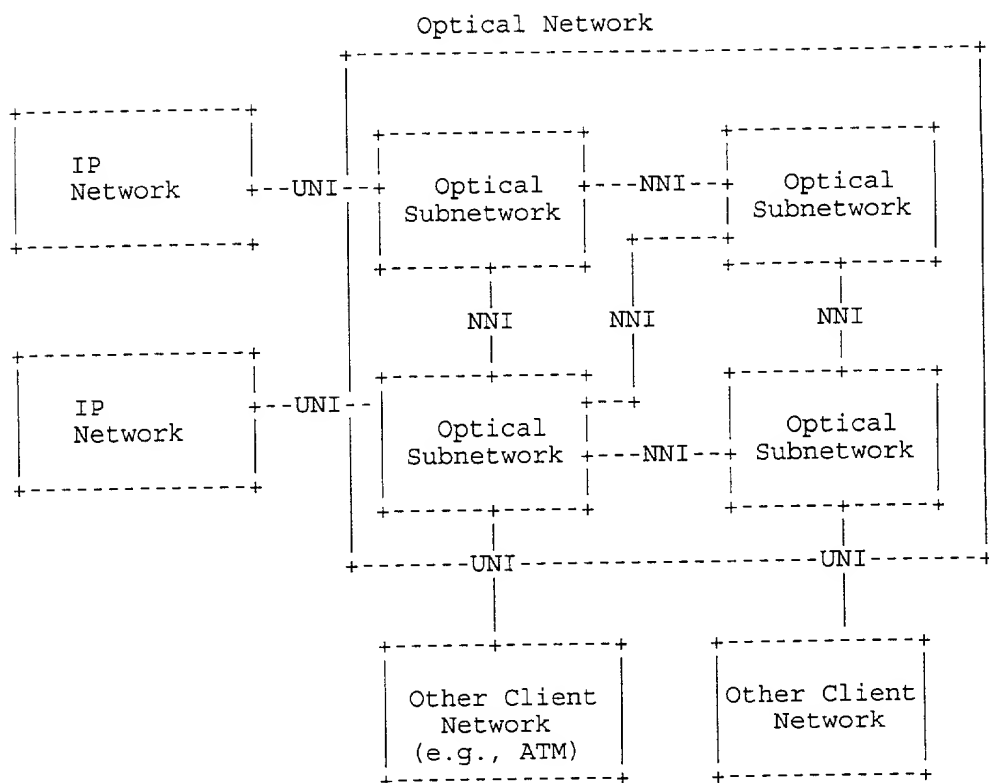 Optical Network
IP
Network
UNI
Optical
Subnetwork
NNI
Optical
Subnetwork
NNI
NNI
NNI
IP
Network
UNI
Optical
Subnetwork
NNI
Optical
Subnetwork
UNI
UNI
Other Client
Network
(e.g., ATM)
Other Client
Network